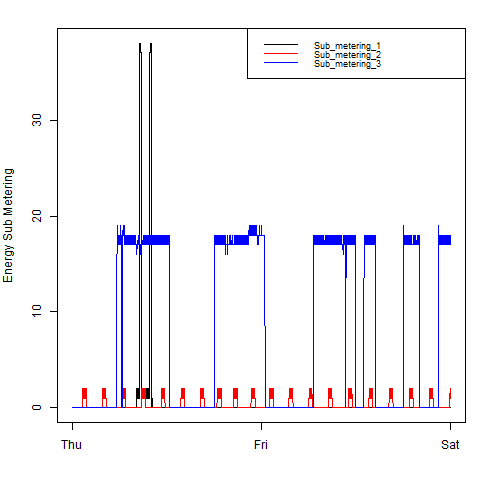 Sub_metering_1
Sub_metering_2
Sub_metering_3
Energy Sub Metering
30
20
10
0
Thu Fri Sat